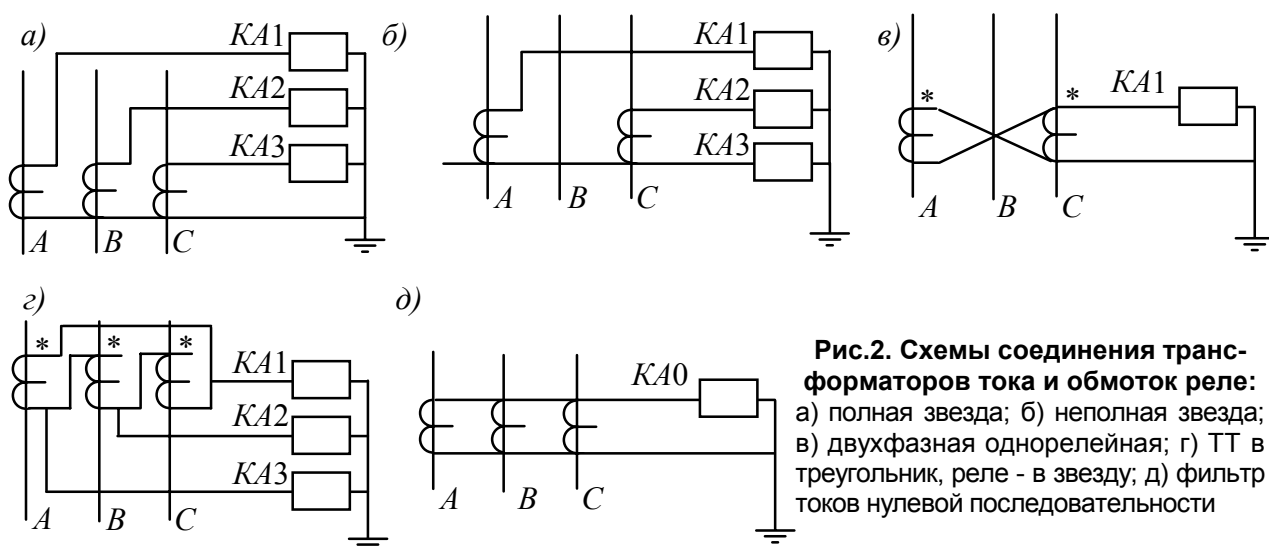 а)
КА1
КА2
КА3
А В С
б)
КА1
КА2
КА3
А В С
в)
* *
КА1
А В С
г)
* * *
КА1
КА2
КА3
А В С
д)
КА0
А В С
Рис.2. Схемы соединения транс-
форматоров тока и обмоток реле:
а) полная звезда; б) неполная звезда;
в) двухфазная однорелейная; г) ТТ в
треугольник, реле - в звезду; д) фильтр
токов нулевой последовательности